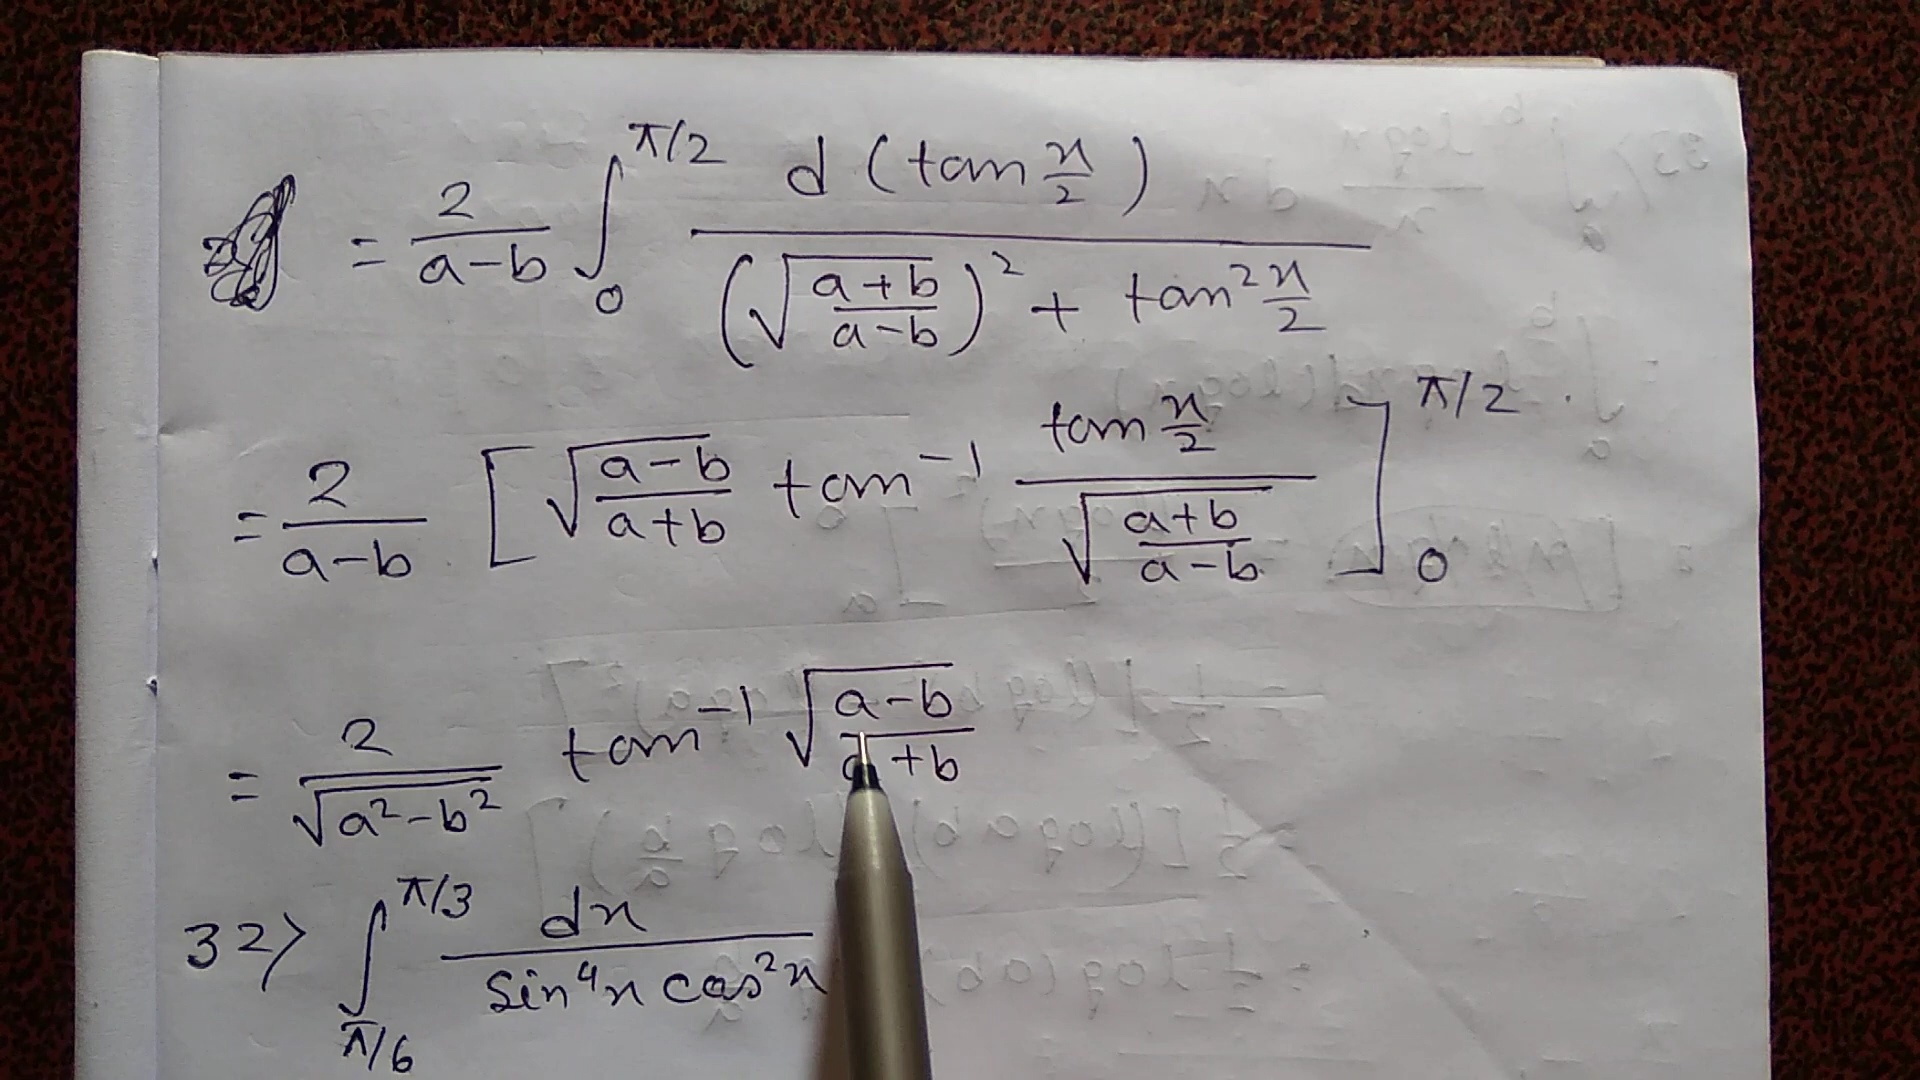 = 2/(a-b) ∫₀^(π/2) d(tan x/2) / ((√((a+b)/(a-b)))² + tan² x/2)
= 2/(a-b) [√((a-b)/(a+b)) tan⁻¹ (tan x/2)/(√((a+b)/(a-b)))]₀^(π/2)
= 2/√(a²-b²) tan⁻¹ √((a-b)/(a+b))
32> ∫_(π/6)^(π/3) dx / (sin⁴x cos²x)